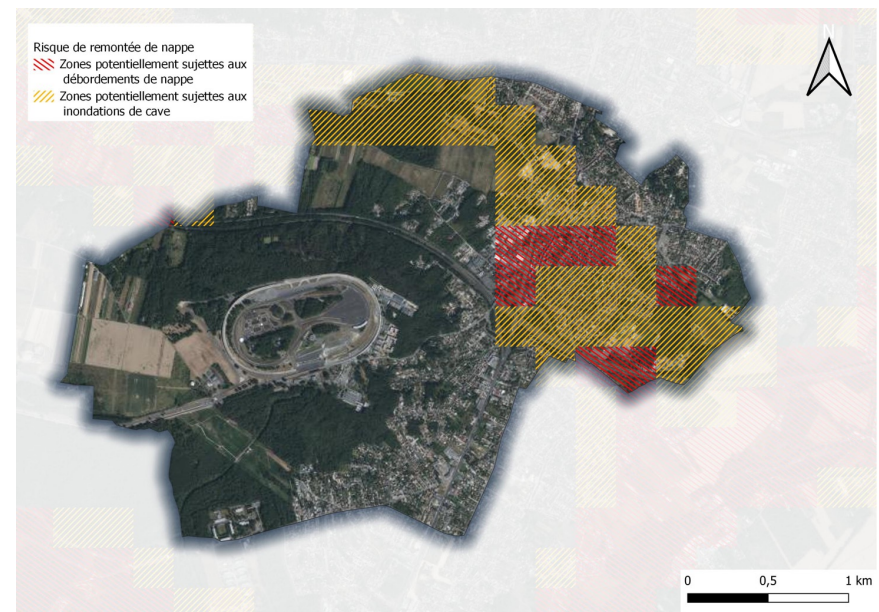 N
Risque de remontée de nappe
Zones potentiellement sujettes aux
débordements de nappe
Zones potentiellement sujettes aux
inondations de cave
0 0,5 1 km